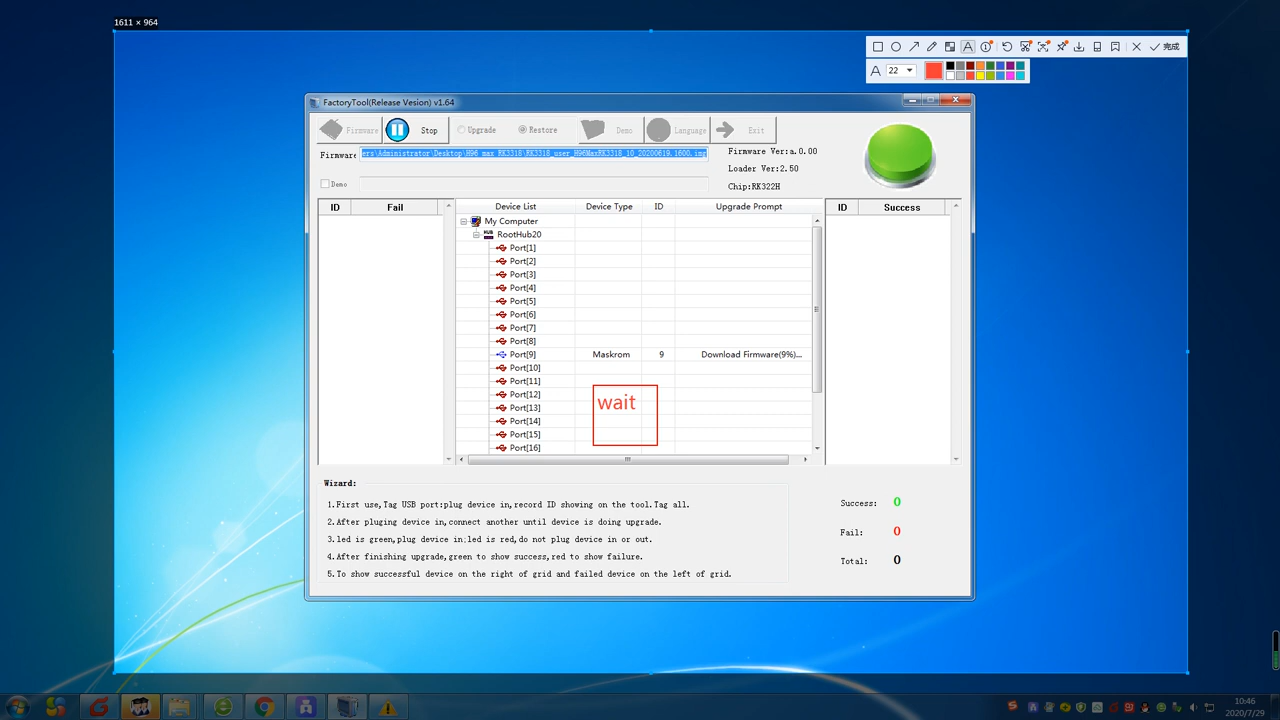 1611 × 964
完成
A 22
FactoryTool(Release Vesion) v1.64
Firmware Stop Upgrade Restore Demo Language Exit
Firmware ers\Administrator\Desktop\H96 max RK3318\RK3318_user_H96MaxRK3318_10_20200619.1600.img
Firmware Ver:a.0.00
Loader Ver:2.50
Demo
Chip:RK322H
ID Fail
Device List Device Type ID Upgrade Prompt
ID Success
My Computer
RootHub20
Port[1]
Port[2]
Port[3]
Port[4]
Port[5]
Port[6]
Port[7]
Port[8]
Port[9] Maskrom 9 Download Firmware(9%)...
Port[10]
Port[11]
Port[12]
wait
Port[13]
Port[14]
Port[15]
Port[16]
Wizard:
1.First use,Tag USB port:plug device in,record ID showing on the tool.Tag all.
2.After pluging device in,connect another until device is doing upgrade.
3.led is green,plug device in;led is red,do not plug device in or out.
4.After finishing upgrade,green to show success,red to show failure.
5.To show successful device on the right of grid and failed device on the left of grid.
Success: 0
Fail: 0
Total: 0
10:46
2020/7/29